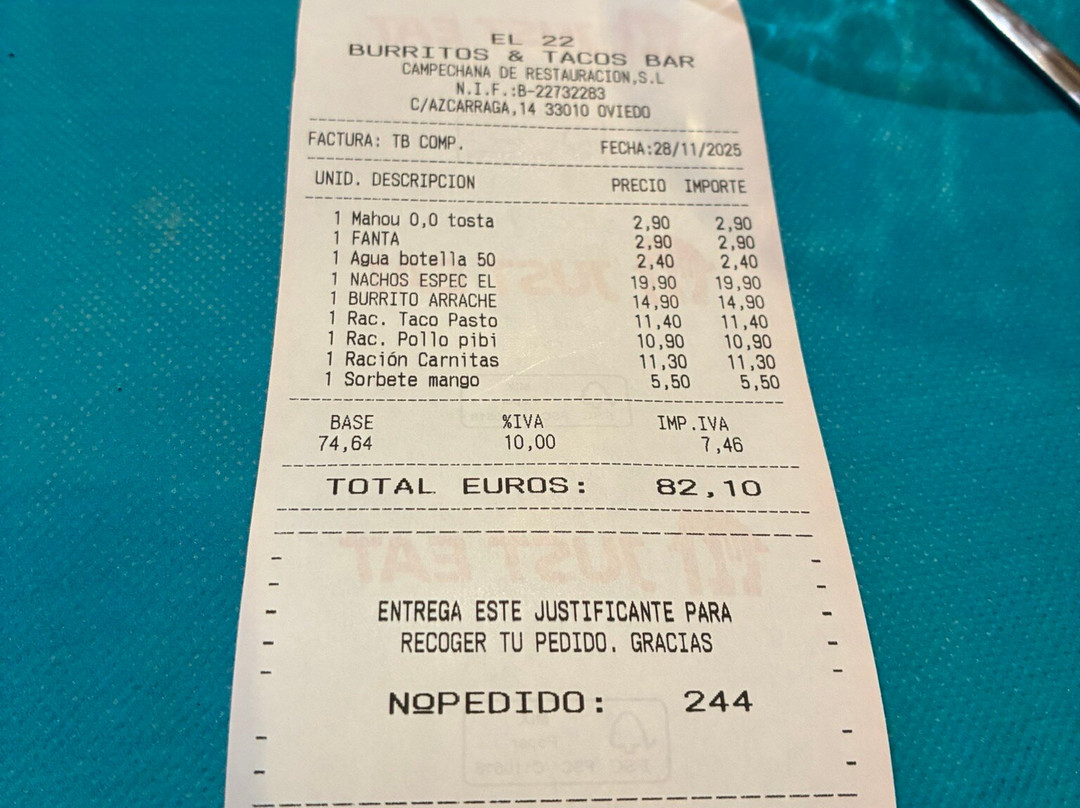 EL 22
BURRITOS & TACOS BAR
CAMPECHANA DE RESTAURACION,S.L
N.I.F.:B-22732283
C/AZCARRAGA,14 33010 OVIEDO
FACTURA: TB COMP. FECHA:28/11/2025
UNID. DESCRIPCION PRECIO IMPORTE
1 Mahou 0,0 tosta 2,90 2,90
1 FANTA 2,90 2,90
1 Agua botella 50 2,40 2,40
1 NACHOS ESPEC EL 19,90 19,90
1 BURRITO ARRACHE 14,90 14,90
1 Rac. Taco Pasto 11,40 11,40
1 Rac. Pollo pibi 10,90 10,90
1 Ración Carnitas 11,30 11,30
1 Sorbete mango 5,50 5,50
BASE %IVA IMP.IVA
74,64 10,00 7,46
TOTAL EUROS: 82,10
JUST EAT
ENTREGA ESTE JUSTIFICANTE PARA
RECOGER TU PEDIDO. GRACIAS
NºPEDIDO: 244